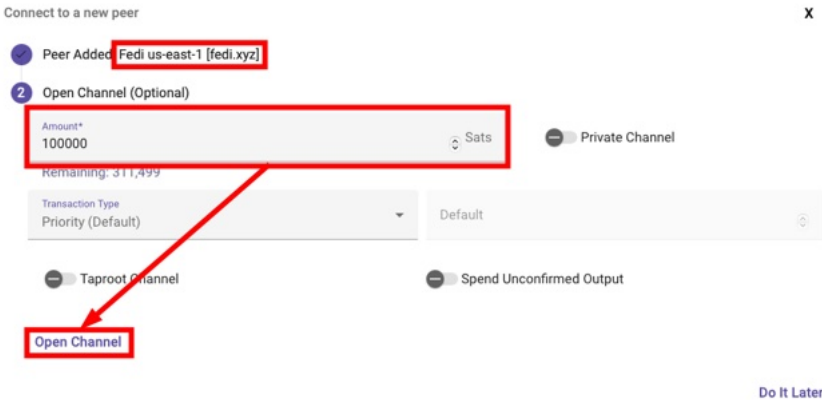 Connect to a new peer
X
Peer Added Fedi us-east-1 [fedi.xyz]
2 Open Channel (Optional)
Amount*
100000 Sats
Private Channel
Remaining: 311,499
Transaction Type
Priority (Default)
Default
Taproot Channel
Spend Unconfirmed Output
Open Channel
Do It Later